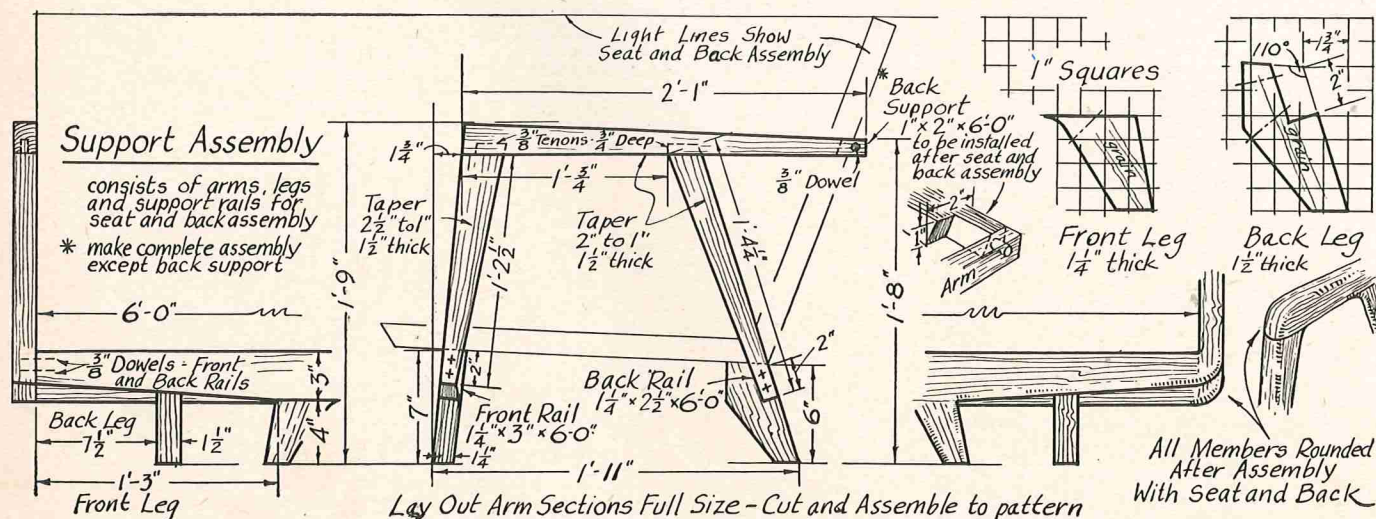 Support Assembly
consists of arms, legs
and support rails for
seat and back assembly
* make complete assembly
except back support
6'-0"
3/8" Dowels - Front
and Back Rails
3"
4"
Back Leg
7 1/2"
1 1/2"
1'-3"
Front Leg
Light Lines Show
Seat and Back Assembly
2'-1"
1 3/4"
3/8" Tenons - 3/4" Deep
1'-3/4"
3/8" Dowel
* Back
Support
1" x 2" x 6'-0"
to be installed
after seat and
back assembly
Taper
2 1/2" to 1"
1 1/2" thick
Taper
2" to 1"
1 1/2" thick
1'-2 1/2"
1'-4 1/4"
1'-9"
1'-8"
2"
2"
7"
6"
Front Rail
1 1/4" x 3" x 6'-0"
Back Rail
1 1/4" x 2 1/2" x 6'-0"
1 1/4"
1'-11"
Lay Out Arm Sections Full Size - Cut and Assemble to pattern
2"
1"
Arm
1" Squares
grain
Front Leg
1 1/4" thick
110°
1 3/4"
2"
grain
Back Leg
1 1/2" thick
All Members Rounded
After Assembly
With Seat and Back